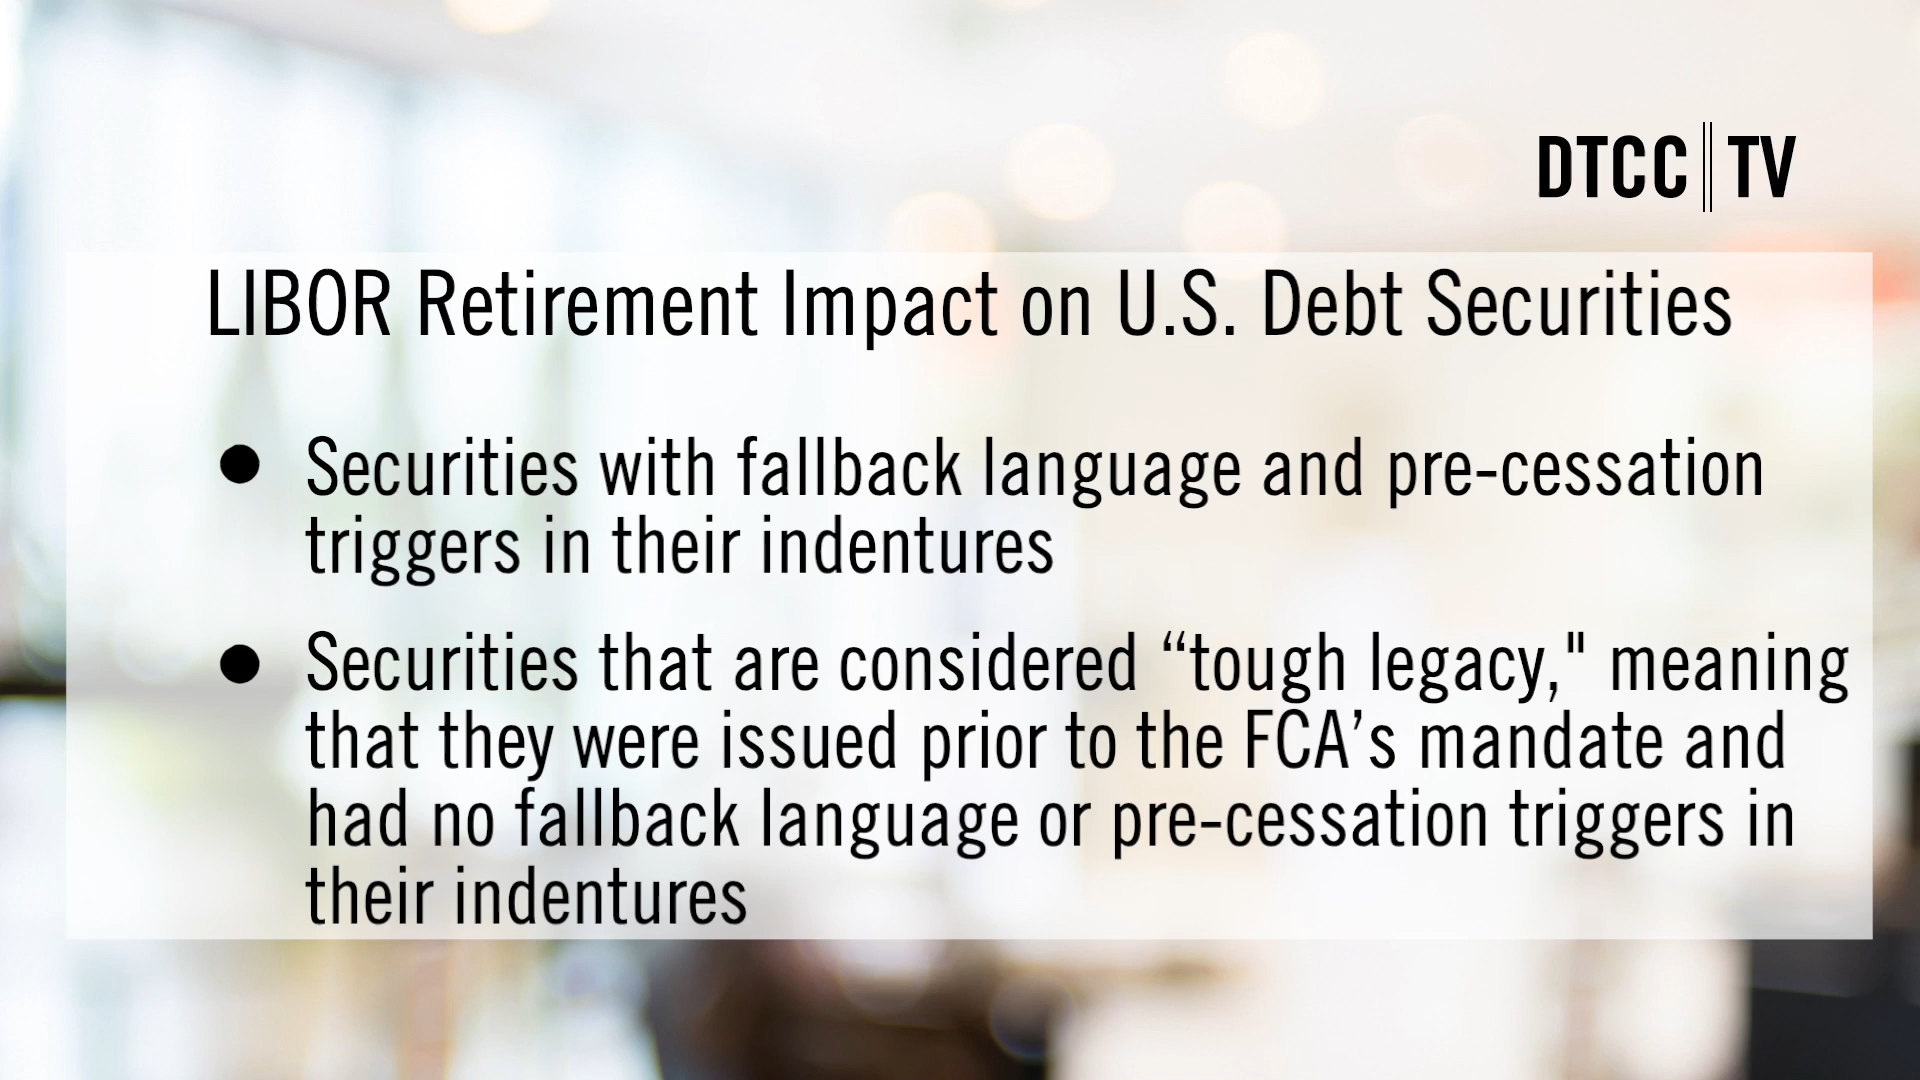 DTCC TV
LIBOR Retirement Impact on U.S. Debt Securities
● Securities with fallback language and pre-cessation
triggers in their indentures
● Securities that are considered “tough legacy," meaning
that they were issued prior to the FCA’s mandate and
had no fallback language or pre-cessation triggers in
their indentures